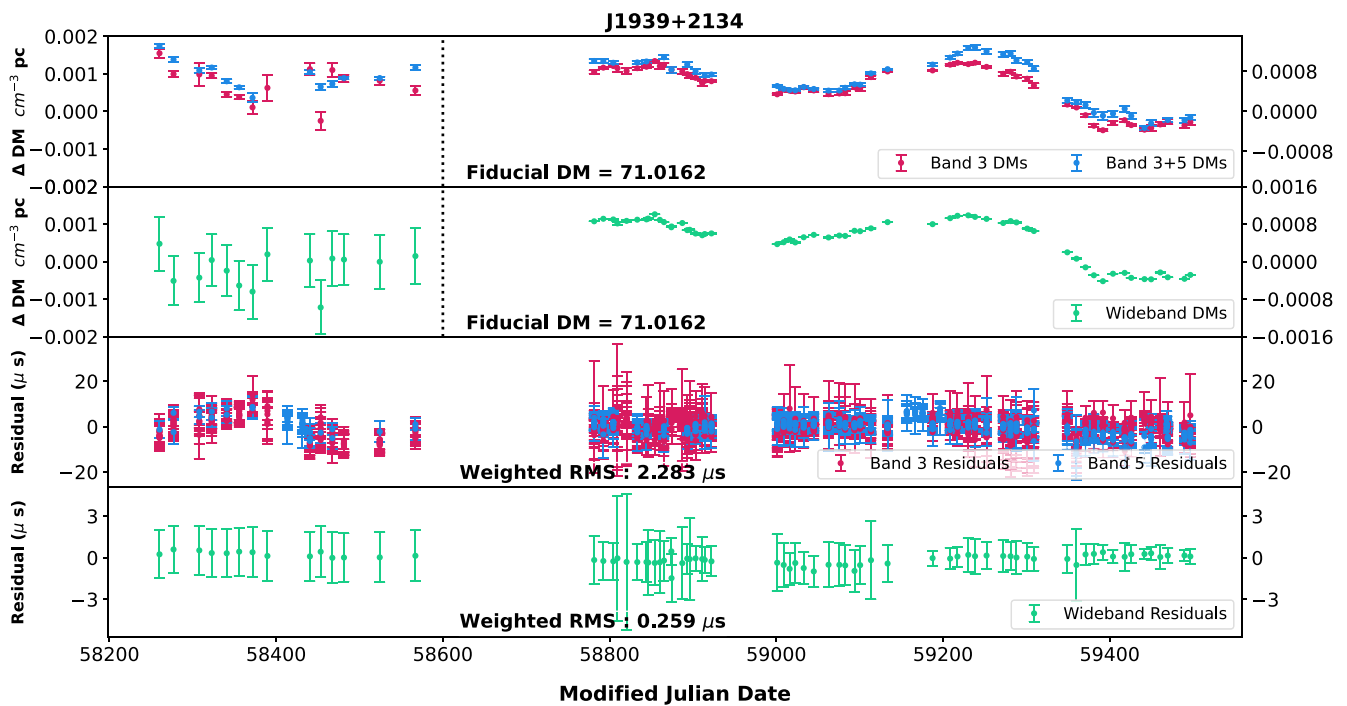 J1939+2134
Δ DM cm⁻³ pc
0.002
0.001
0.000
−0.001
−0.002
0.0008
0.0000
−0.0008
Fiducial DM = 71.0162
Band 3 DMs
Band 3+5 DMs
Δ DM cm⁻³ pc
0.001
0.000
−0.001
−0.002
0.0016
0.0008
0.0000
−0.0008
−0.0016
Fiducial DM = 71.0162
Wideband DMs
Residual (μ s)
20
0
−20
20
0
−20
Weighted RMS : 2.283 μs
Band 3 Residuals
Band 5 Residuals
Residual (μ s)
3
0
−3
3
0
−3
Weighted RMS : 0.259 μs
Wideband Residuals
58200
58400
58600
58800
59000
59200
59400
Modified Julian Date